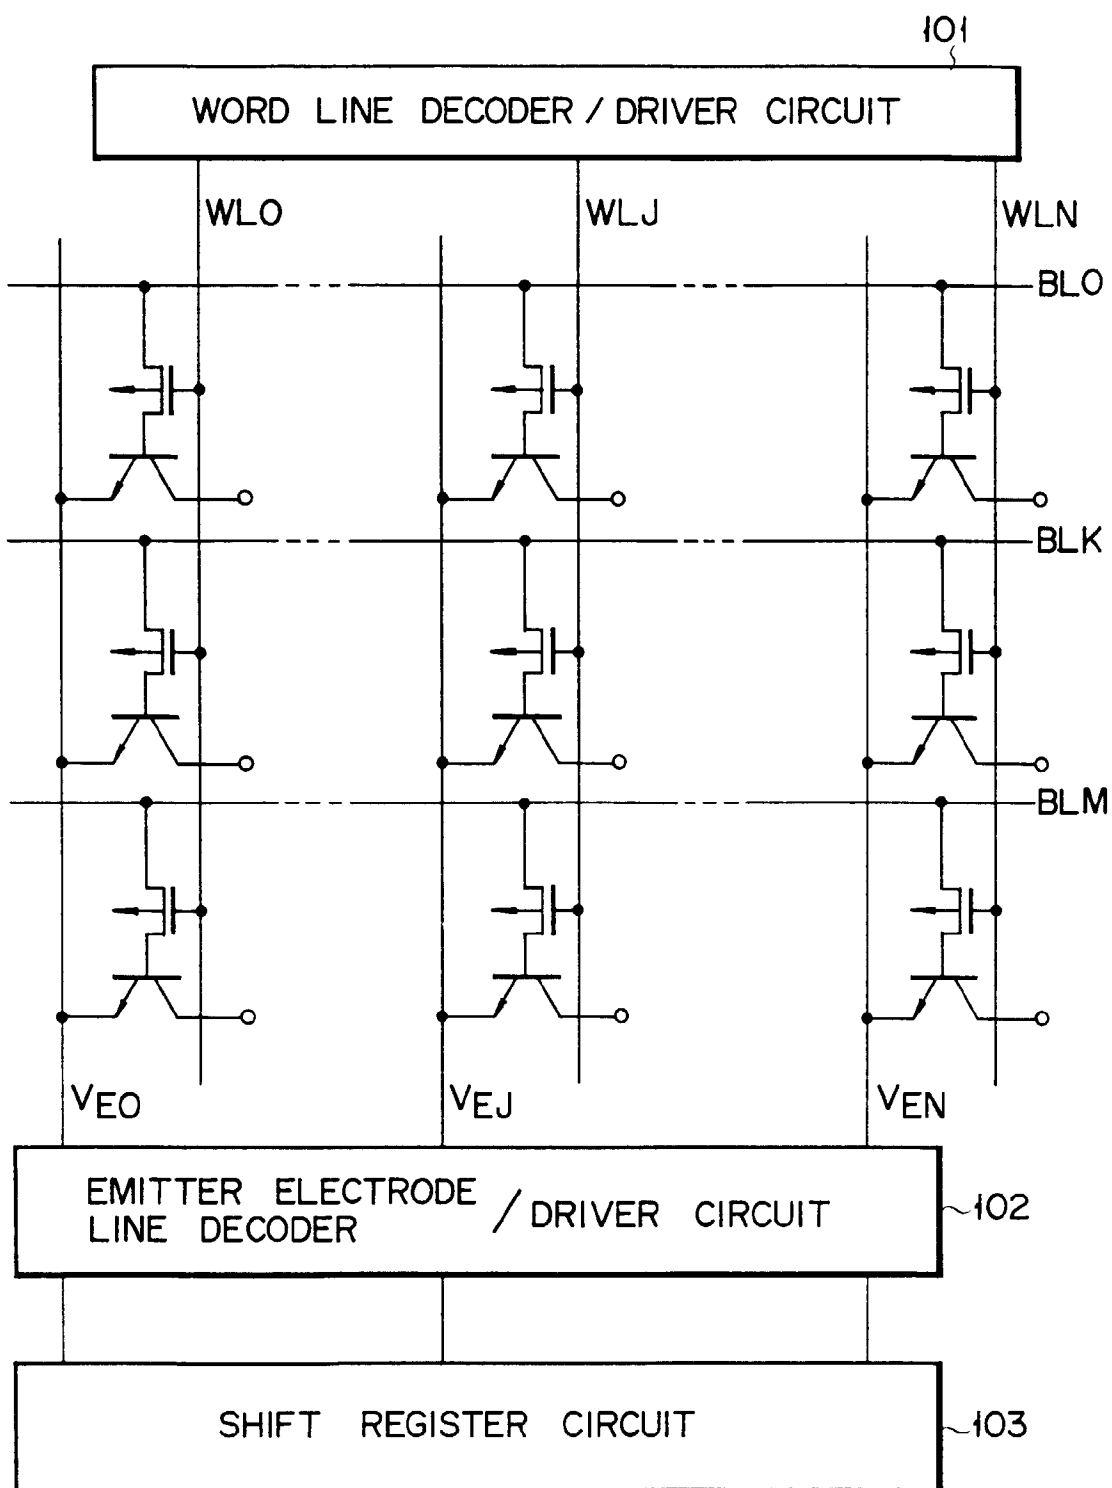 101
WORD LINE DECODER / DRIVER CIRCUIT
WLO WLJ WLN
BLO
BLK
BLM
VEO VEJ VEN
EMITTER ELECTRODE
LINE DECODER / DRIVER CIRCUIT
102
SHIFT REGISTER CIRCUIT
103